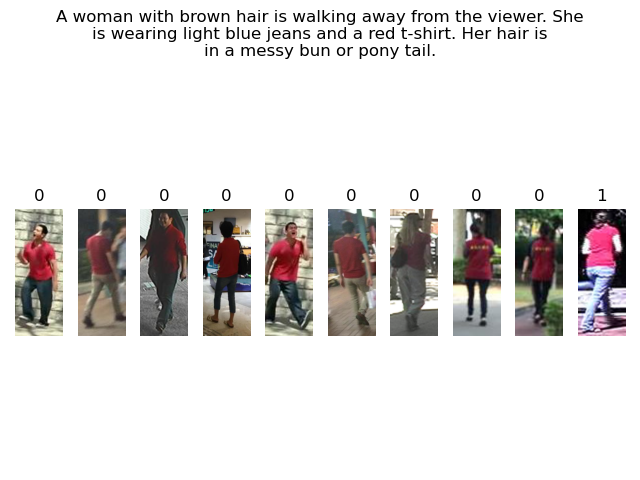 A woman with brown hair is walking away from the viewer. She
is wearing light blue jeans and a red t-shirt. Her hair is
in a messy bun or pony tail.
0 0 0 0 0 0 0 0 0 1